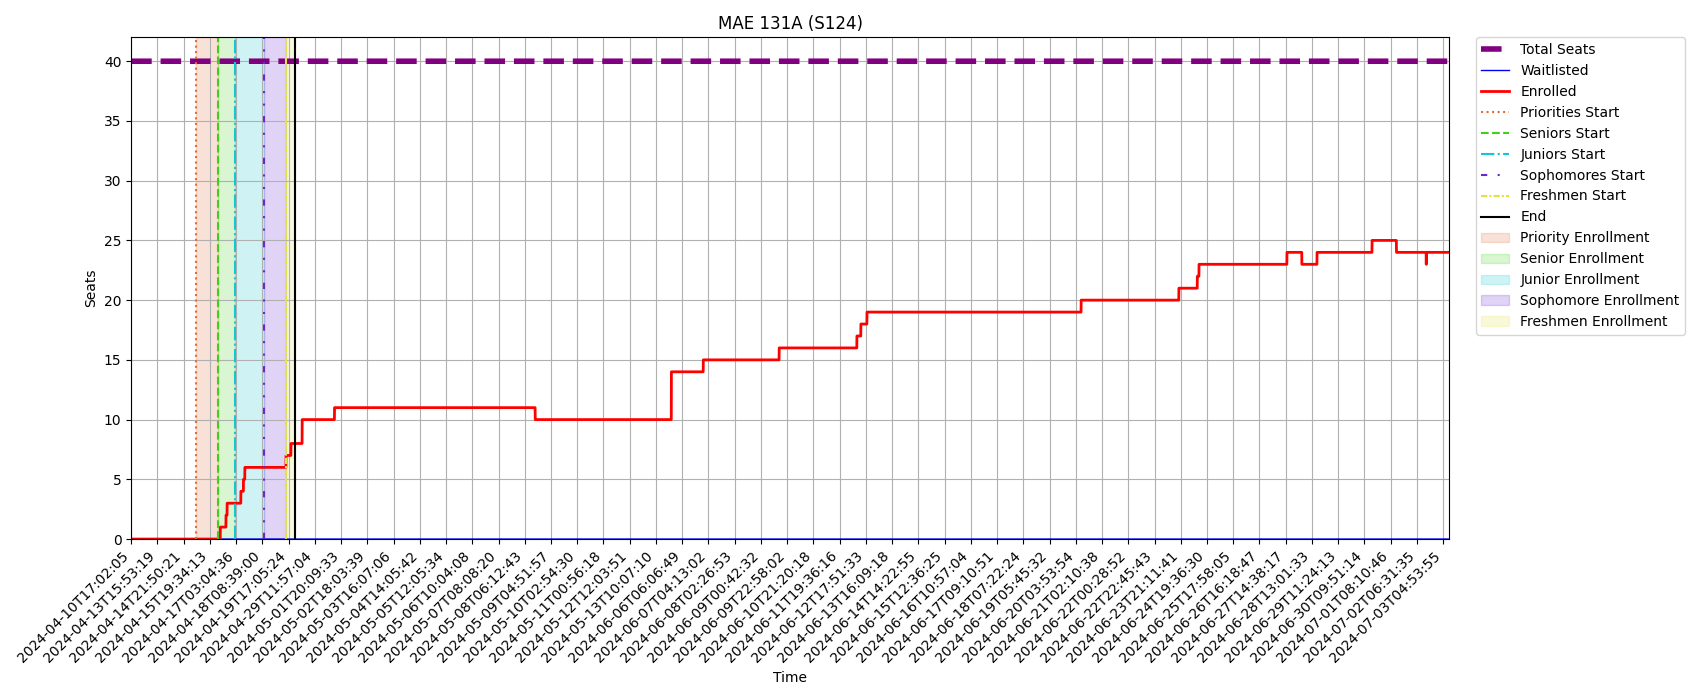 MAE 131A (S124)
Seats
40
35
30
25
20
15
10
5
0
2024-04-10T17:02:05
2024-04-13T15:53:19
2024-04-14T21:50:21
2024-04-15T19:34:13
2024-04-17T03:04:36
2024-04-18T08:39:00
2024-04-19T17:05:24
2024-04-29T11:57:04
2024-05-01T20:09:33
2024-05-02T18:03:39
2024-05-03T16:07:06
2024-05-04T14:05:42
2024-05-05T12:05:34
2024-05-06T10:04:08
2024-05-07T08:08:20
2024-05-08T06:12:43
2024-05-09T04:51:57
2024-05-10T02:54:30
2024-05-11T00:56:18
2024-05-12T12:03:51
2024-05-13T10:07:10
2024-06-06T06:06:49
2024-06-07T04:13:02
2024-06-08T02:26:53
2024-06-09T00:42:32
2024-06-09T22:58:02
2024-06-10T21:20:18
2024-06-11T19:36:16
2024-06-12T17:51:33
2024-06-13T16:09:18
2024-06-14T14:22:55
2024-06-15T12:36:25
2024-06-16T10:57:04
2024-06-17T09:10:51
2024-06-18T07:22:24
2024-06-19T05:45:32
2024-06-20T03:53:54
2024-06-21T02:10:38
2024-06-22T00:28:52
2024-06-22T22:45:43
2024-06-23T21:11:41
2024-06-24T19:36:30
2024-06-25T17:58:05
2024-06-26T16:18:47
2024-06-27T14:38:17
2024-06-28T13:01:33
2024-06-29T11:24:13
2024-06-30T09:51:14
2024-07-01T08:10:46
2024-07-02T06:31:35
2024-07-03T04:53:55
Time
Total Seats
Waitlisted
Enrolled
Priorities Start
Seniors Start
Juniors Start
Sophomores Start
Freshmen Start
End
Priority Enrollment
Senior Enrollment
Junior Enrollment
Sophomore Enrollment
Freshmen Enrollment